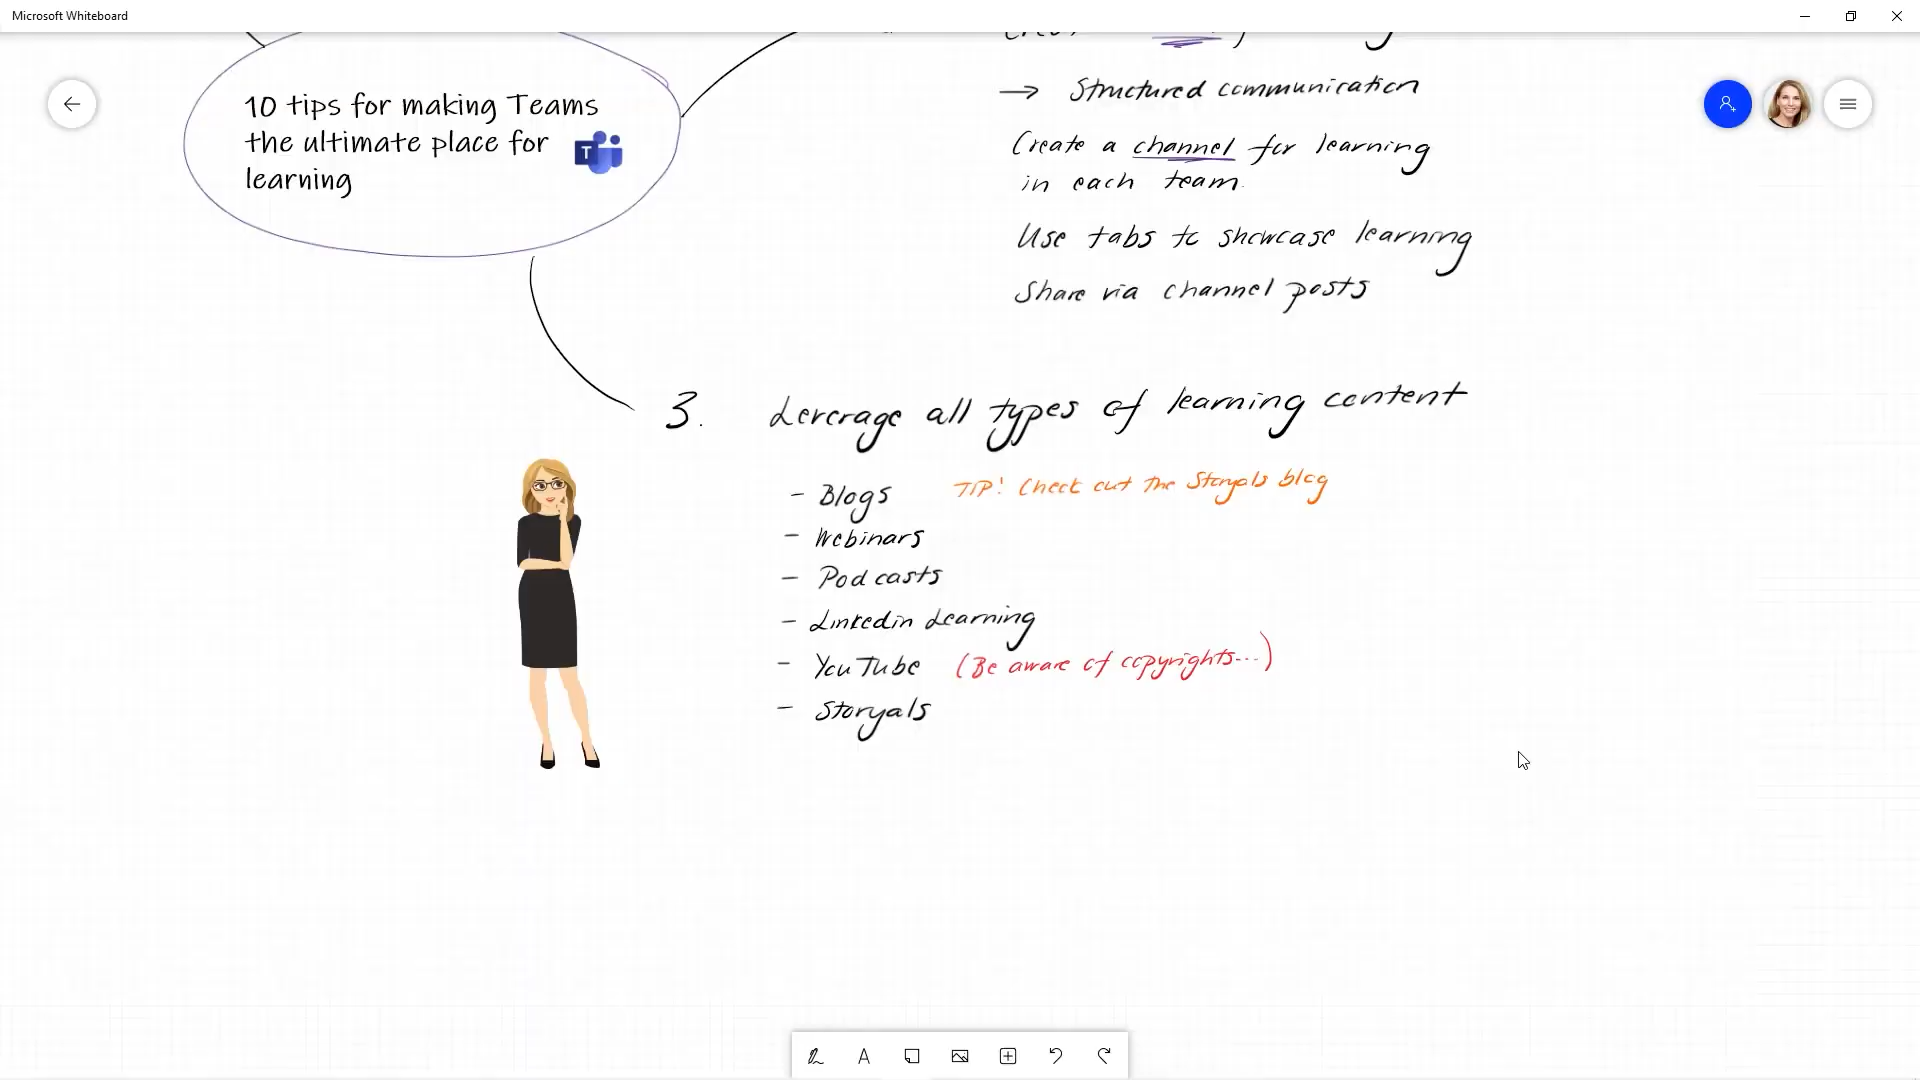 Microsoft Whiteboard
10 tips for making Teams
the ultimate place for
learning
T
→ Structured communication
Create a channel for learning
in each team.
Use tabs to showcase learning
Share via channel posts
3. Leverage all types of learning content
- Blogs TIP! Check out the Storyals blog
- Webinars
- Podcasts
- Linkedin Learning
- YouTube (Be aware of copyrights...)
- Storyals
A